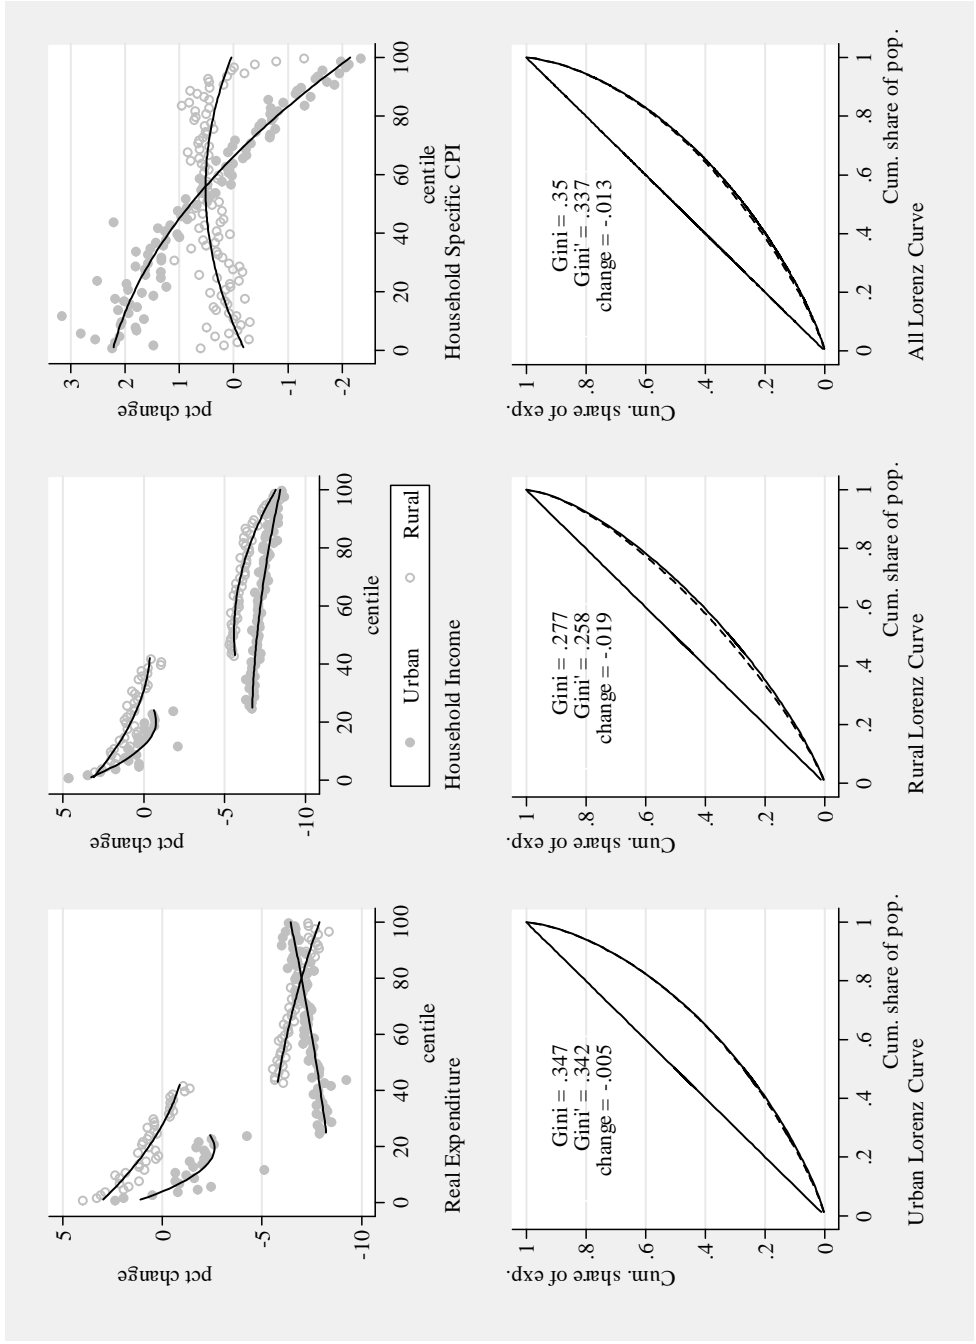 pct change
5
0
-5
-10
0 20 40 60 80 100
centile
Real Expenditure
pct change
5
0
-5
-10
0 20 40 60 80 100
centile
Urban Rural
Household Income
pct change
3
2
1
0
-1
-2
0 20 40 60 80 100
centile
Household Specific CPI
Cum. share of exp.
1
.8
.6
.4
.2
0
Gini = .347
Gini' = .342
change = -.005
0 .2 .4 .6 .8 1
Cum. share of pop.
Urban Lorenz Curve
Cum. share of exp.
1
.8
.6
.4
.2
0
Gini = .277
Gini' = .258
change = -.019
0 .2 .4 .6 .8 1
Cum. share of pop.
Rural Lorenz Curve
Cum. share of exp.
1
.8
.6
.4
.2
0
Gini = .35
Gini' = .337
change = -.013
0 .2 .4 .6 .8 1
Cum. share of pop.
All Lorenz Curve